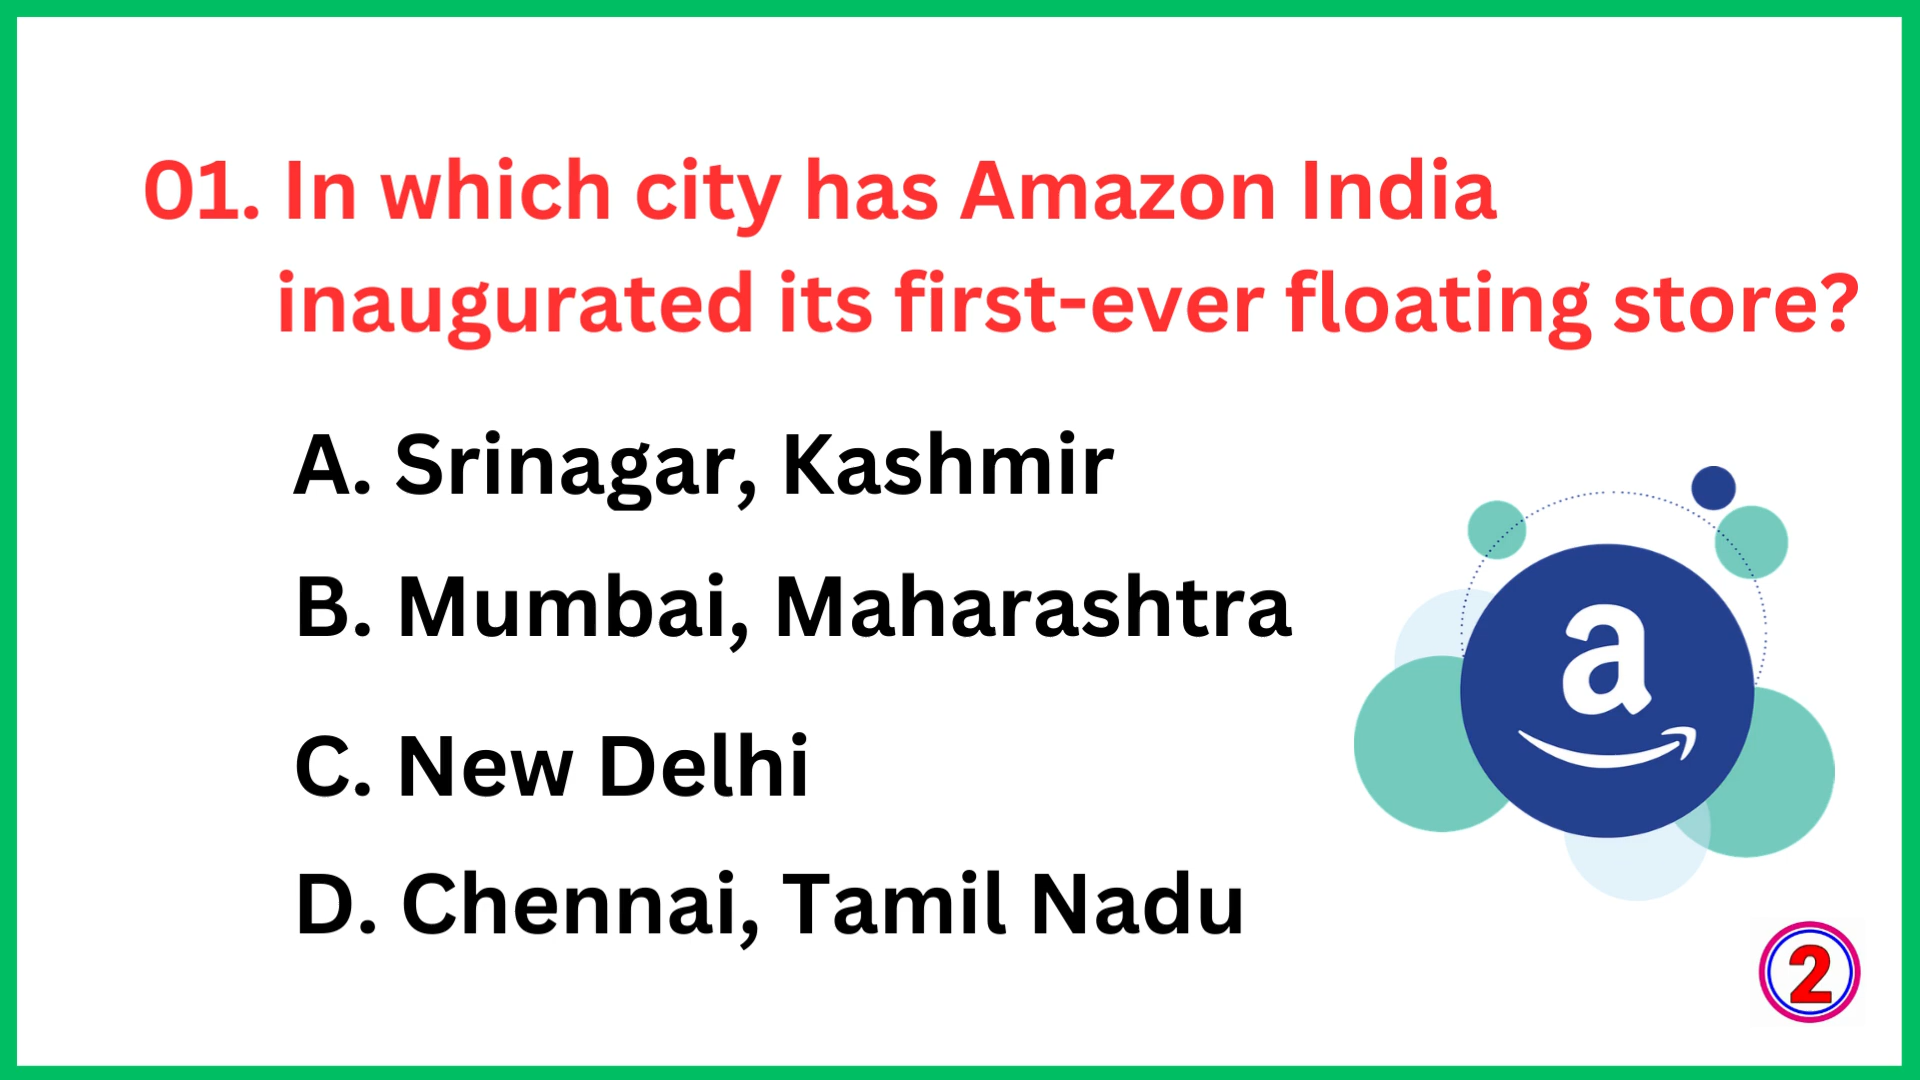 01. In which city has Amazon India
inaugurated its first-ever floating store?
A. Srinagar, Kashmir
B. Mumbai, Maharashtra
C. New Delhi
D. Chennai, Tamil Nadu
a
2